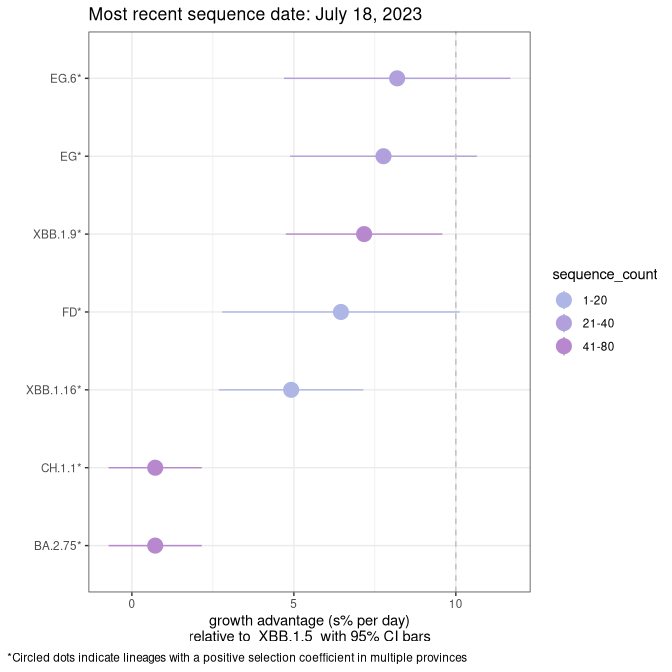 Most recent sequence date: July 18, 2023
EG.6*
EG*
XBB.1.9*
FD*
XBB.1.16*
CH.1.1*
BA.2.75*
0 5 10
growth advantage (s% per day)
relative to XBB.1.5 with 95% CI bars
sequence_count
1-20
21-40
41-80
*Circled dots indicate lineages with a positive selection coefficient in multiple provinces